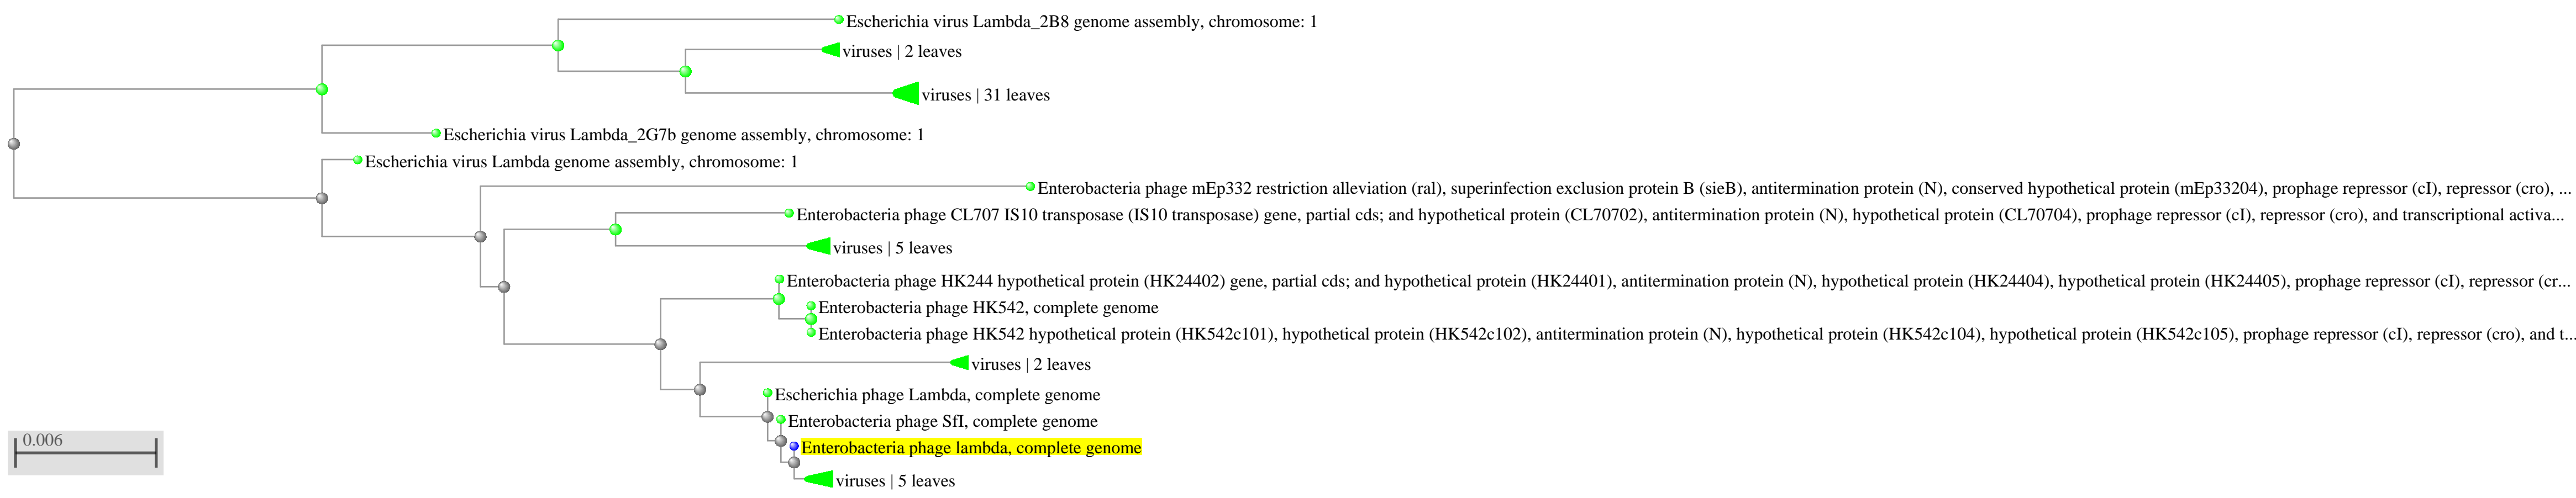 Escherichia virus Lambda_2B8 genome assembly, chromosome: 1
viruses | 2 leaves
viruses | 31 leaves
Escherichia virus Lambda_2G7b genome assembly, chromosome: 1
Escherichia virus Lambda genome assembly, chromosome: 1
Enterobacteria phage mEp332 restriction alleviation (ral), superinfection exclusion protein B (sieB), antitermination protein (N), conserved hypothetical protein (mEp33204), prophage repressor (cI), repressor (cro), ...
Enterobacteria phage CL707 IS10 transposase (IS10 transposase) gene, partial cds; and hypothetical protein (CL70702), antitermination protein (N), hypothetical protein (CL70704), prophage repressor (cI), repressor (cro), and transcriptional activa...
viruses | 5 leaves
Enterobacteria phage HK244 hypothetical protein (HK24402) gene, partial cds; and hypothetical protein (HK24401), antitermination protein (N), hypothetical protein (HK24404), hypothetical protein (HK24405), prophage repressor (cI), repressor (cr...
Enterobacteria phage HK542, complete genome
Enterobacteria phage HK542 hypothetical protein (HK542c101), hypothetical protein (HK542c102), antitermination protein (N), hypothetical protein (HK542c104), hypothetical protein (HK542c105), prophage repressor (cI), repressor (cro), and t...
viruses | 2 leaves
Escherichia phage Lambda, complete genome
Enterobacteria phage SfI, complete genome
0.006
Enterobacteria phage lambda, complete genome
viruses | 5 leaves